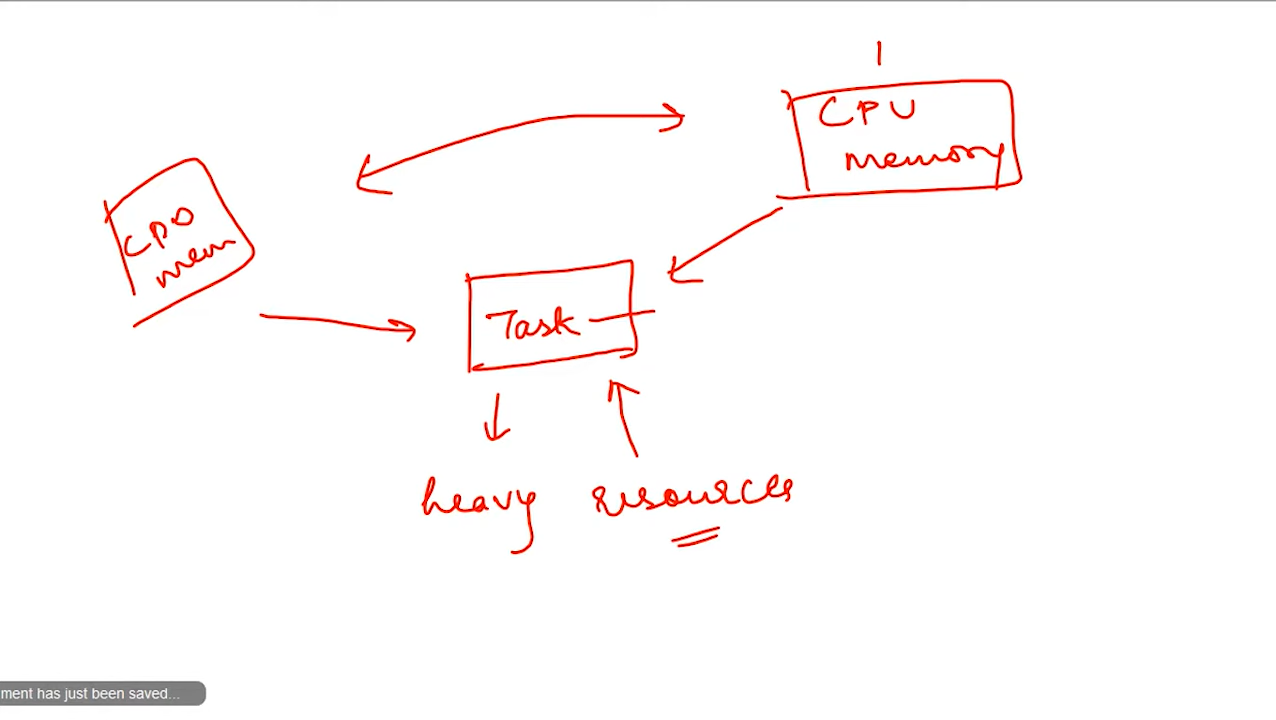 CPU
memory
CPU
mem
Task
heavy resources
ment has just been saved...